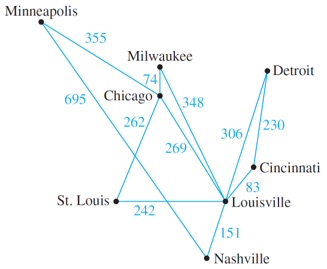 Minneapolis
355
Milwaukee
74
Detroit
Chicago
695
348
262
306
230
269
Cincinnati
83
St. Louis
242
Louisville
151
Nashville